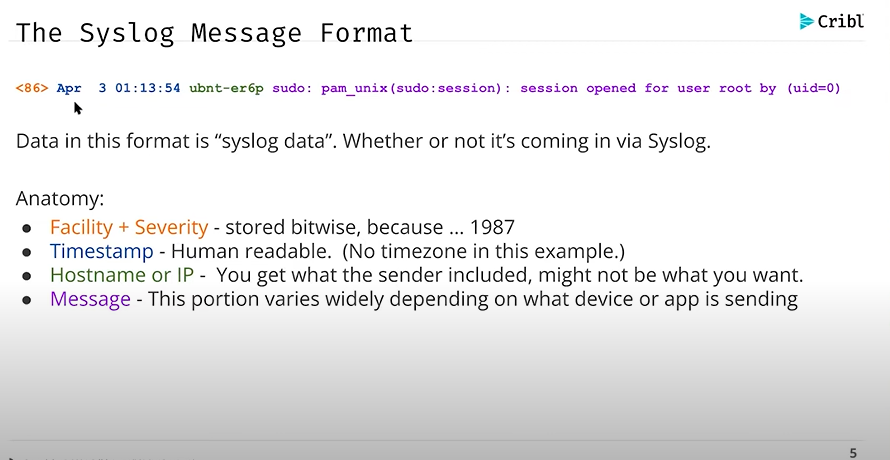 The Syslog Message Format
Cribl
<86> Apr  3 01:13:54 ubnt-er6p sudo: pam_unix(sudo:session): session opened for user root by (uid=0)
Data in this format is “syslog data”. Whether or not it’s coming in via Syslog.
Anatomy:
● Facility + Severity - stored bitwise, because ... 1987
● Timestamp - Human readable.  (No timezone in this example.)
● Hostname or IP -  You get what the sender included, might not be what you want.
● Message - This portion varies widely depending on what device or app is sending
5